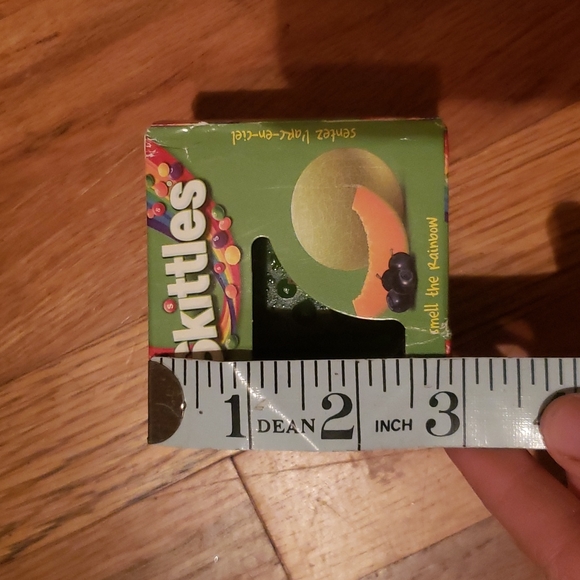 sentez l'arc-en-ciel
Skittles
smell the rainbow
1 DEAN 2 INCH 3